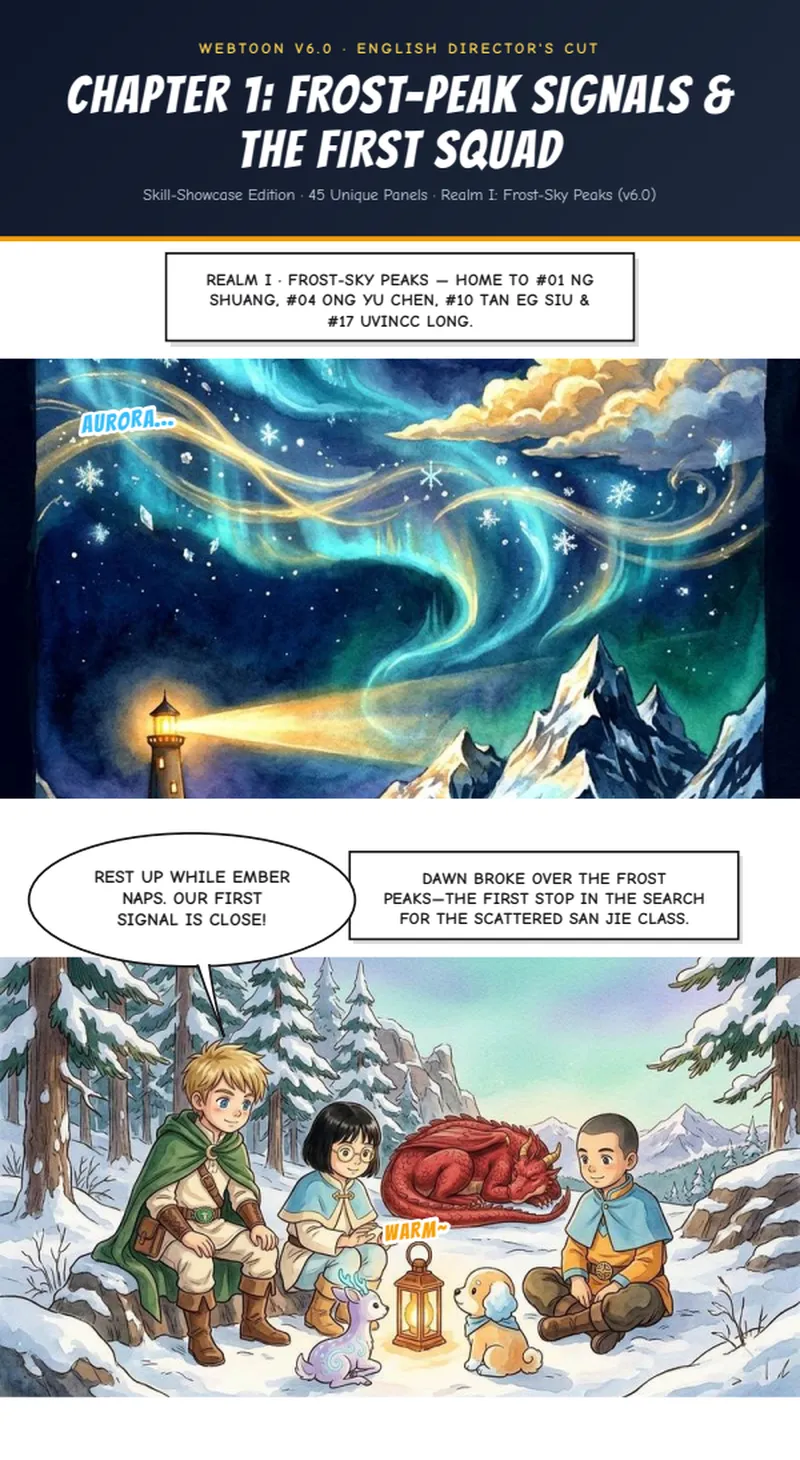 WEBTOON V6.0 · ENGLISH DIRECTOR'S CUT
CHAPTER 1: FROST-PEAK SIGNALS &
THE FIRST SQUAD
Skill-Showcase Edition · 45 Unique Panels · Realm I: Frost-Sky Peaks (v6.0)
REALM I · FROST-SKY PEAKS — HOME TO #01 NG
SHUANG, #04 ONG YU CHEN, #10 TAN EG SIU &
#17 UVINCC LONG.
AURORA...
REST UP WHILE EMBER
NAPS. OUR FIRST
SIGNAL IS CLOSE!
DAWN BROKE OVER THE FROST
PEAKS—THE FIRST STOP IN THE SEARCH
FOR THE SCATTERED SAN JIE CLASS.
WARM~